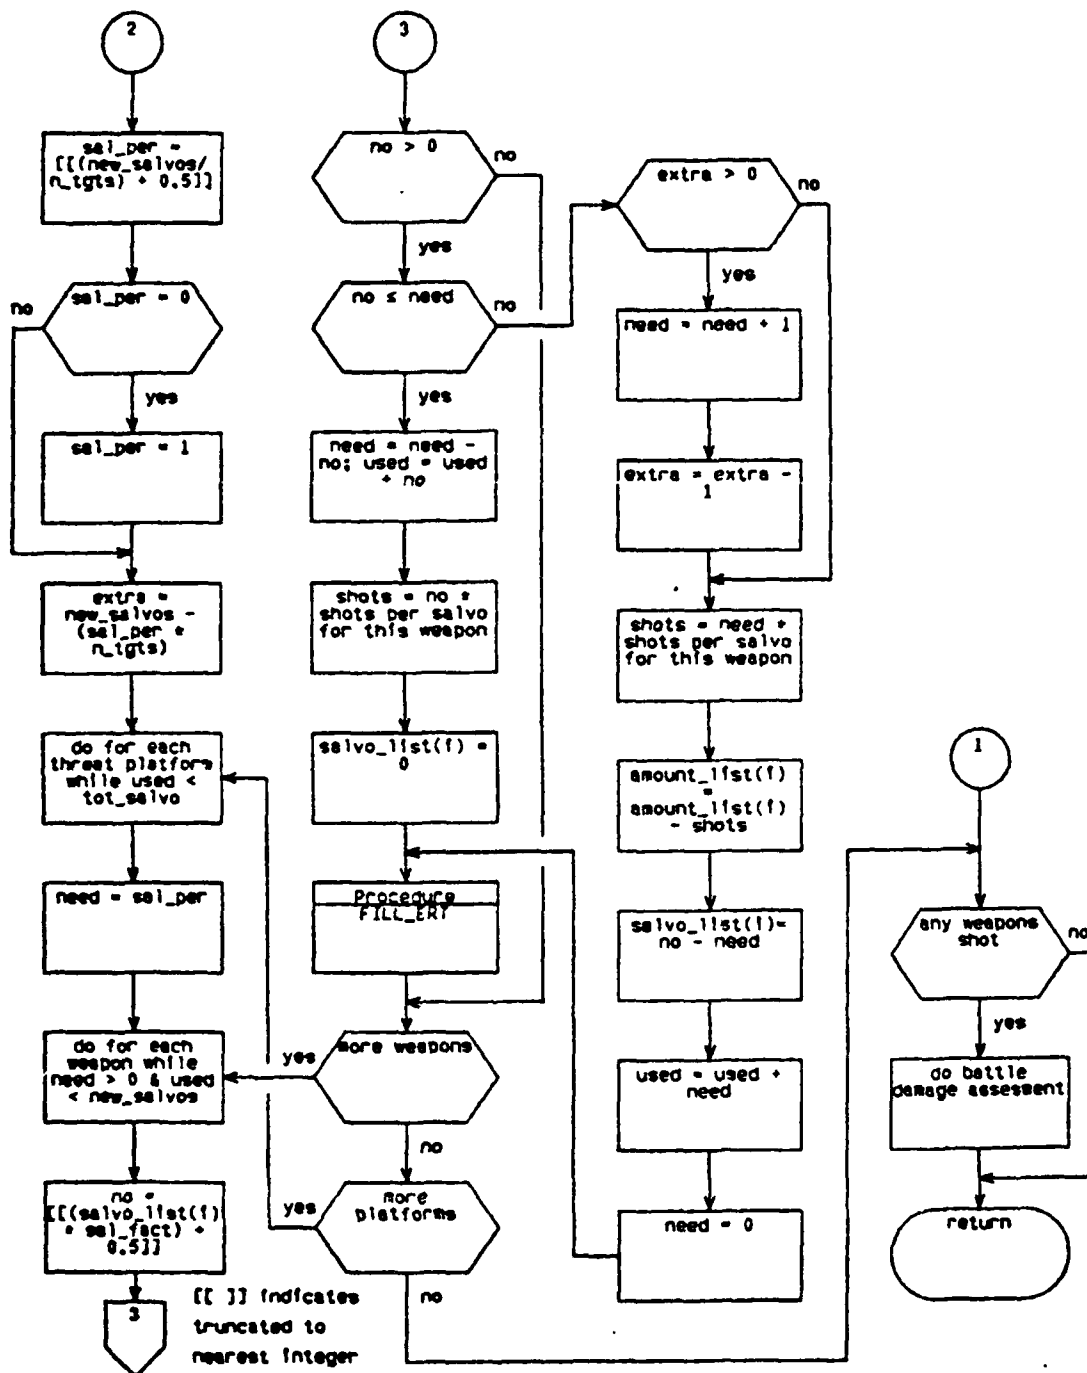 2
sal_per =
[[(new_salvos/
n_tgts) + 0.5]]
sal_per = 0
no
yes
sal_per = 1
extra =
new_salvos -
(sal_per *
n_tgts)
do for each
threat platform
while used <
tot_salvo
need = sal_per
do for each
weapon while
need > 0 & used
< new_salvos
no =
[[(salvo_list(i)
* sal_fact) +
0.5]]
3
[[ ]] indicates
truncated to
nearest integer
3
no > 0
no
yes
no ≤ need
no
yes
need = need -
no; used = used
+ no
shots = no *
shots per salvo
for this weapon
salvo_list(i) =
0
Procedure
FILL_ERT
more weapons
yes
no
more
platforms
yes
no
extra > 0
no
yes
need = need + 1
extra = extra -
1
shots = need *
shots per salvo
for this weapon
amount_list(i)
=
amount_list(i)
- shots
salvo_list(i)=
no - need
used = used +
need
need = 0
1
any weapons
shot
no
yes
do battle
damage assesment
return